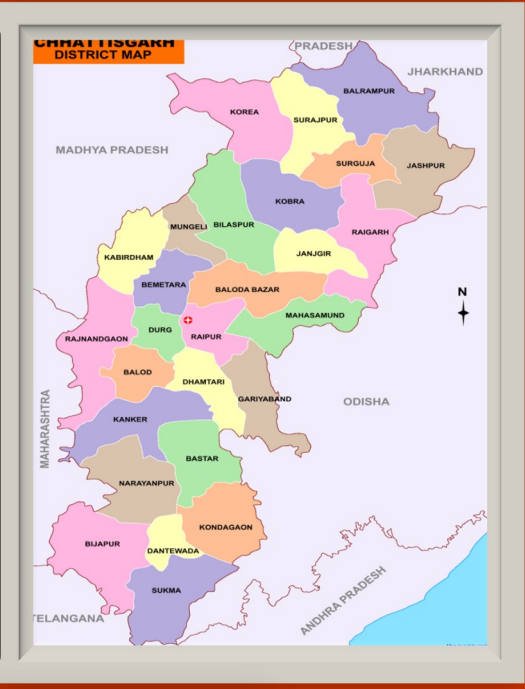 CHHATTISGARH
DISTRICT MAP
PRADESH
JHARKHAND
BALRAMPUR
KOREA
SURAJPUR
MADHYA PRADESH
SURGUJA
JASHPUR
KOBRA
BILASPUR
MUNGELI
RAIGARH
KABIRDHAM
JANJGIR
BEMETARA
BALODA BAZAR
N
MAHASAMUND
DURG
RAIPUR
RAJNANDGAON
BALOD
DHAMTARI
GARIYABAND
ODISHA
MAHARASHTRA
KANKER
BASTAR
NARAYANPUR
KONDAGAON
BIJAPUR
DANTEWADA
SUKMA
ANDHRA PRADESH
TELANGANA